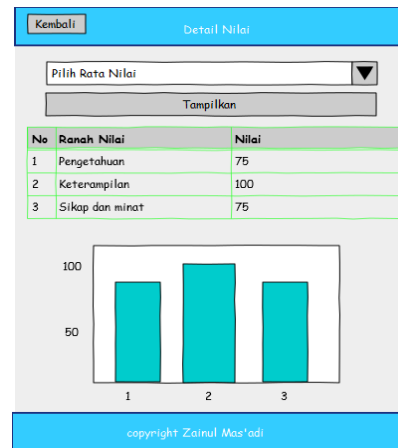 Kembali
Detail Nilai
Pilih Rata Nilai
Tampilkan
No Ranah Nilai Nilai
1 Pengetahuan 75
2 Keterampilan 100
3 Sikap dan minat 75
100
50
1 2 3
copyright Zainul Mas'adi